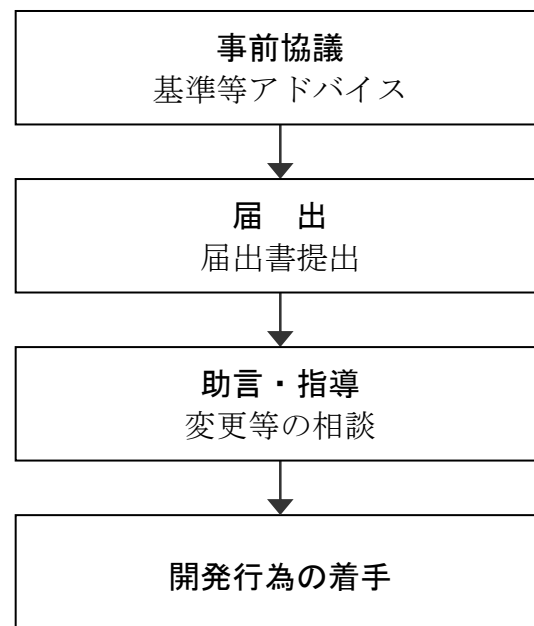 事前協議
基準等アドバイス
届　出
届出書提出
助言・指導
変更等の相談
開発行為の着手